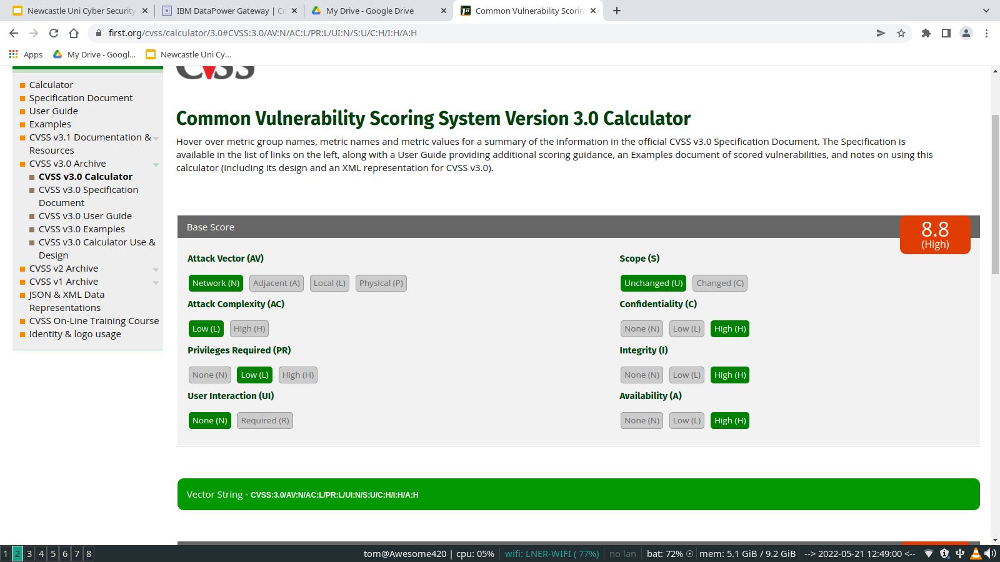 Newcastle Uni Cyber Security
IBM DataPower Gateway | Co
My Drive - Google Drive
Common Vulnerability Scorin
first.org/cvss/calculator/3.0#CVSS:3.0/AV:N/AC:L/PR:L/UI:N/S:U/C:H/I:H/A:H
Apps
My Drive - Googl...
Newcastle Uni Cy...
CVSS
Calculator
Specification Document
User Guide
Examples
CVSS v3.1 Documentation &
Resources
CVSS v3.0 Archive
CVSS v3.0 Calculator
CVSS v3.0 Specification
Document
CVSS v3.0 User Guide
CVSS v3.0 Examples
CVSS v3.0 Calculator Use &
Design
CVSS v2 Archive
CVSS v1 Archive
JSON & XML Data
Representations
CVSS On-Line Training Course
Identity & logo usage
Common Vulnerability Scoring System Version 3.0 Calculator
Hover over metric group names, metric names and metric values for a summary of the information in the official CVSS v3.0 Specification Document. The Specification is
available in the list of links on the left, along with a User Guide providing additional scoring guidance, an Examples document of scored vulnerabilities, and notes on using this
calculator (including its design and an XML representation for CVSS v3.0).
Base Score
8.8
(High)
Attack Vector (AV)
Network (N) Adjacent (A) Local (L) Physical (P)
Attack Complexity (AC)
Low (L) High (H)
Privileges Required (PR)
None (N) Low (L) High (H)
User Interaction (UI)
None (N) Required (R)
Scope (S)
Unchanged (U) Changed (C)
Confidentiality (C)
None (N) Low (L) High (H)
Integrity (I)
None (N) Low (L) High (H)
Availability (A)
None (N) Low (L) High (H)
Vector String - CVSS:3.0/AV:N/AC:L/PR:L/UI:N/S:U/C:H/I:H/A:H
1 2 3 4 5 6 7 8
tom@Awesome420 | cpu: 05% wifi: LNER-WIFI ( 77%) no lan bat: 72% mem: 5.1 GiB / 9.2 GiB --> 2022-05-21 12:49:00 <--